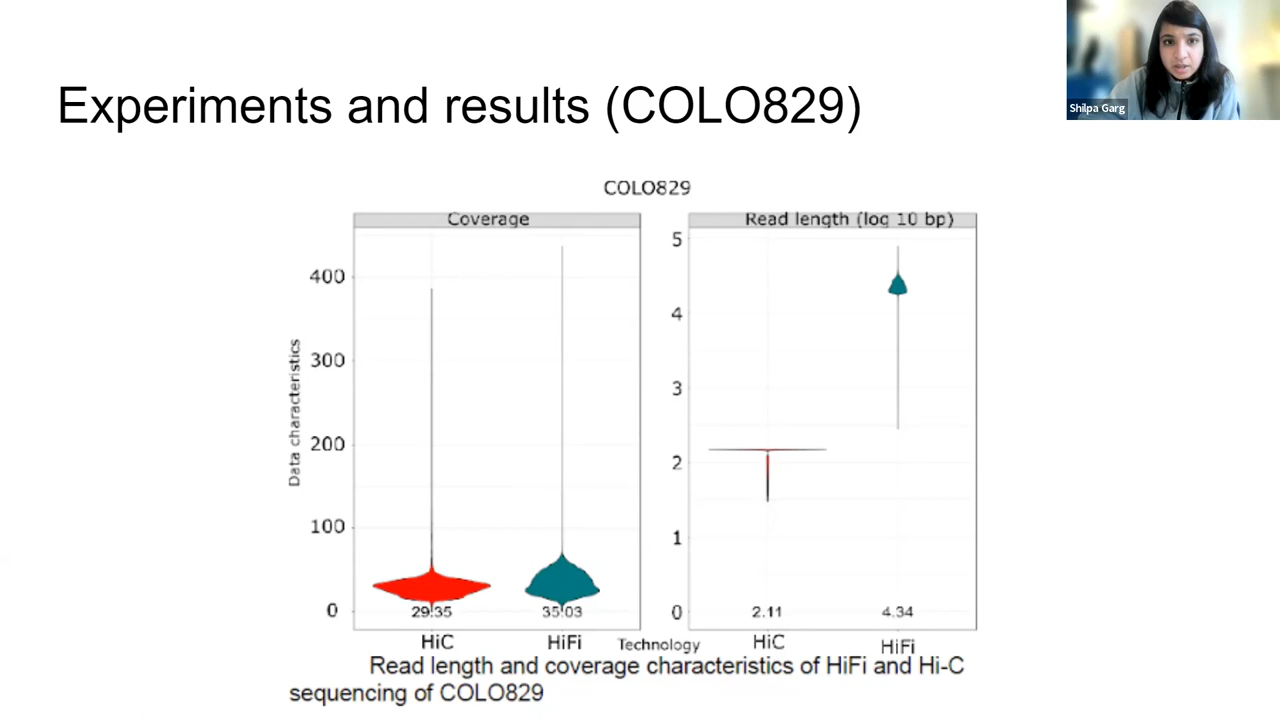 Shilpa Garg
Experiments and results (COLO829)
COLO829
Coverage
Read length (log 10 bp)
Data characteristics
400
300
200
100
0
5
4
3
2
1
0
29.35
35.03
2.11
4.34
HiC
HiFi
Technology
HiC
HiFi
Read length and coverage characteristics of HiFi and Hi-C
sequencing of COLO829